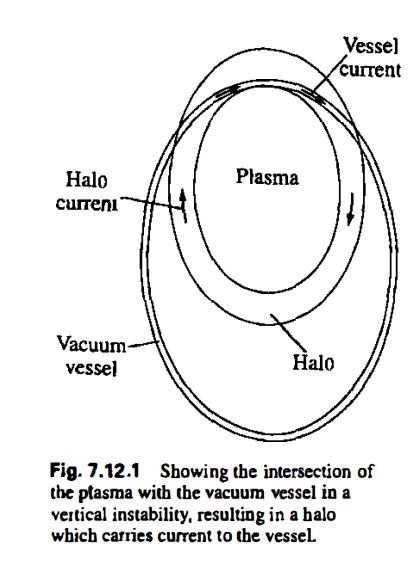 Vessel
current
Plasma
Halo
current
Vacuum
vessel
Halo
Fig. 7.12.1 Showing the intersection of
the plasma with the vacuum vessel in a
vertical instability, resulting in a halo
which carries current to the vessel.